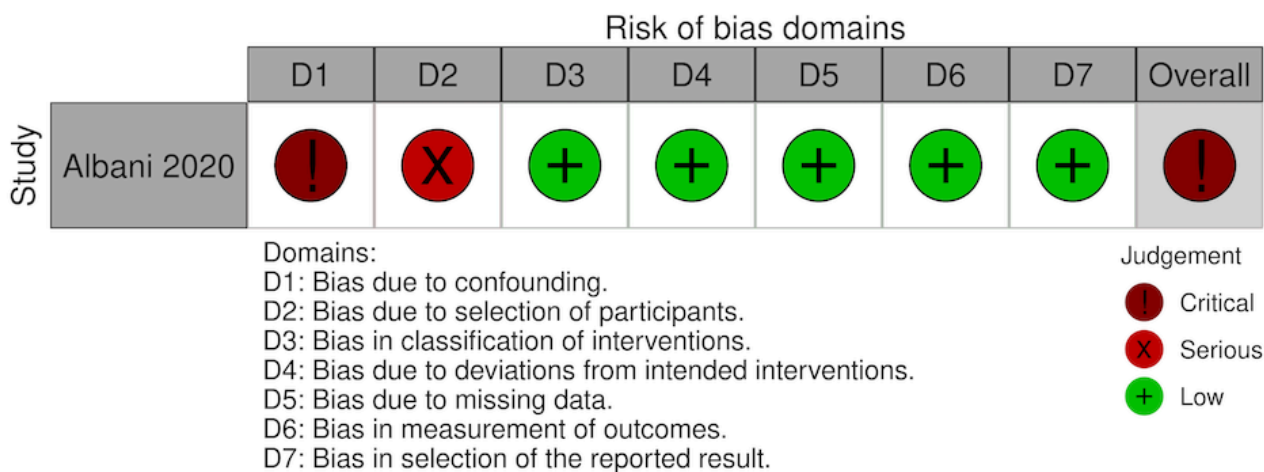 Risk of bias domains
D1 D2 D3 D4 D5 D6 D7 Overall
Study
Albani 2020 ! X + + + + + !
Domains:
D1: Bias due to confounding.
D2: Bias due to selection of participants.
D3: Bias in classification of interventions.
D4: Bias due to deviations from intended interventions.
D5: Bias due to missing data.
D6: Bias in measurement of outcomes.
D7: Bias in selection of the reported result.
Judgement
! Critical
X Serious
+ Low